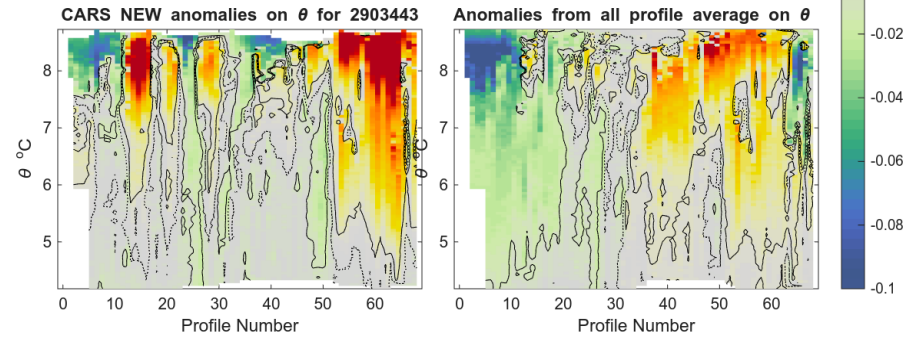 CARS NEW anomalies on θ for 2903443
Anomalies from all profile average on θ
8
7
6
5
θ °C
0 10 20 30 40 50 60
Profile Number
8
7
6
5
θ °C
0 10 20 30 40 50 60
Profile Number
-0.02
-0.04
-0.06
-0.08
-0.1